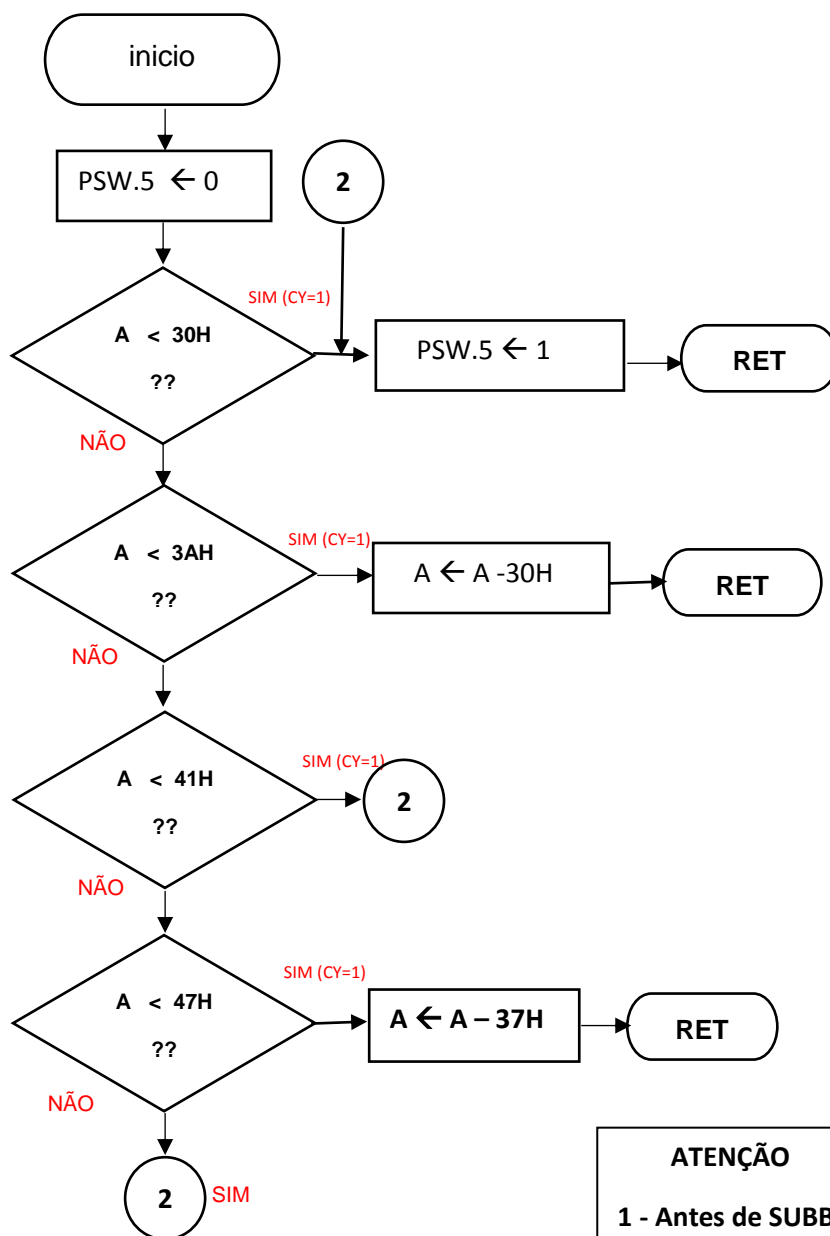 inicio
PSW.5 ← 0
2
SIM (CY=1)
A < 30H
??
PSW.5 ← 1
RET
NÃO
SIM (CY=1)
A < 3AH
??
A ← A -30H
RET
NÃO
SIM (CY=1)
A < 41H
??
2
NÃO
SIM (CY=1)
A < 47H
??
A ← A – 37H
RET
NÃO
2
SIM
ATENÇÃO
1 - Antes de SUBB